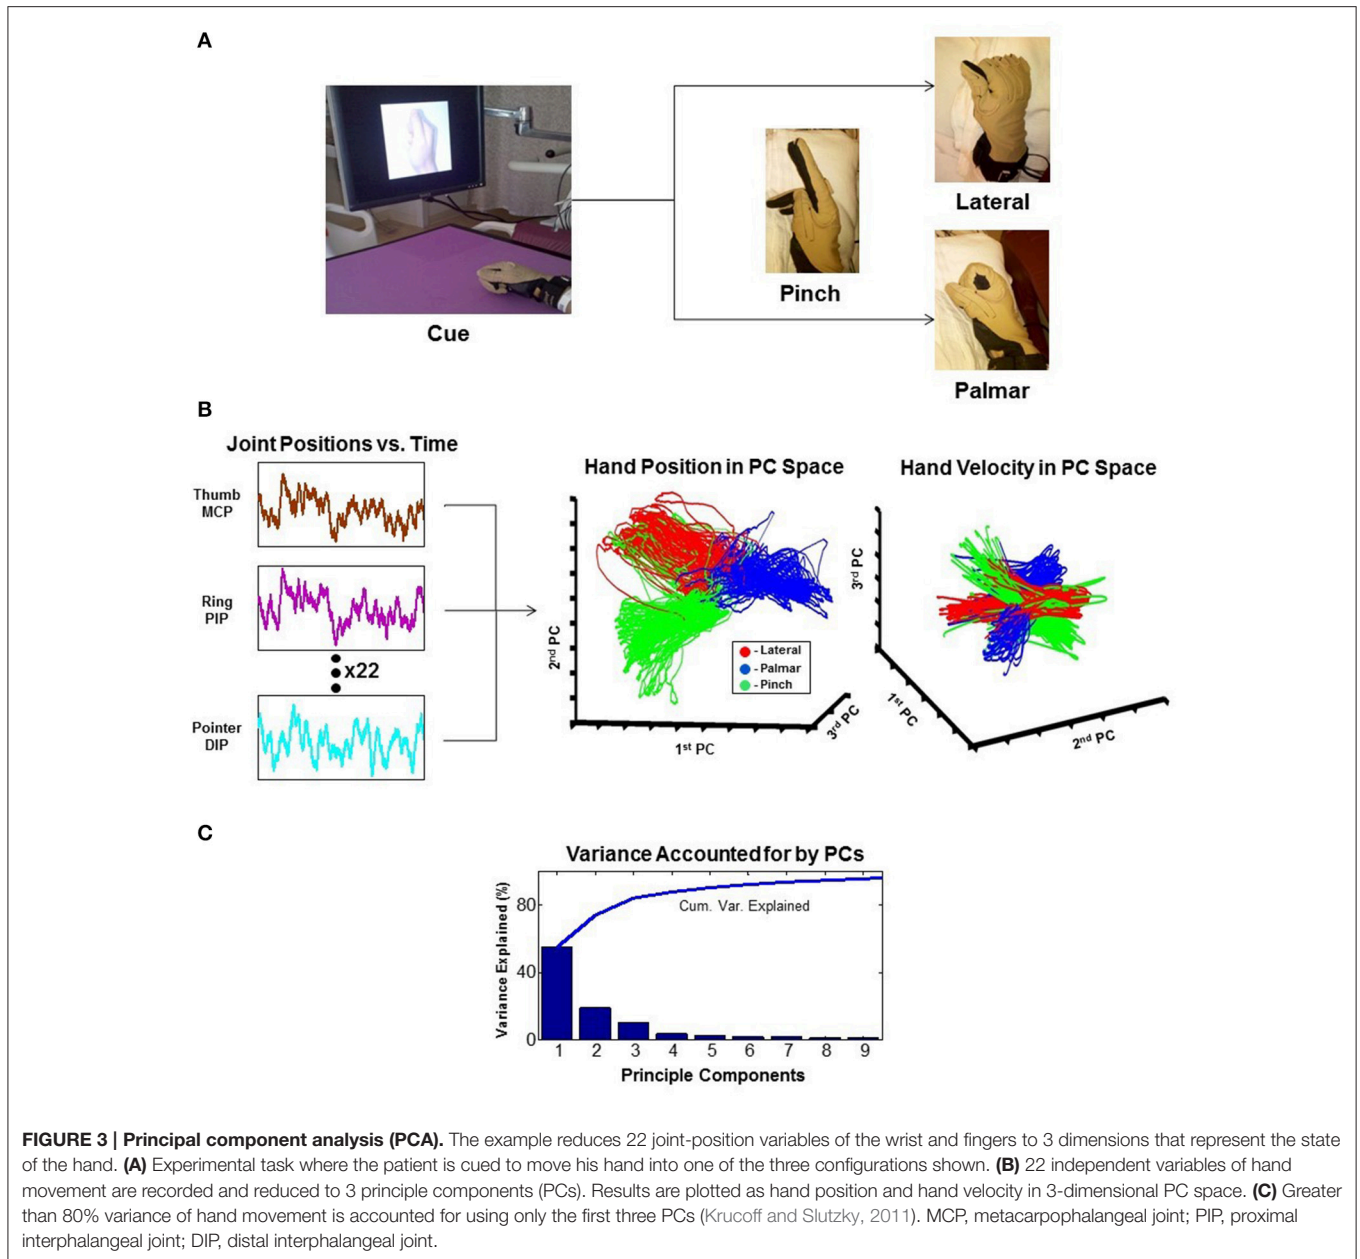 A
Cue
Pinch
Lateral
Palmar
B
Joint Positions vs. Time
Thumb
MCP
Ring
PIP
x22
Pointer
DIP
Hand Position in PC Space
2nd PC
1st PC
3rd PC
- Lateral
- Palmar
- Pinch
Hand Velocity in PC Space
3rd PC
1st PC
2nd PC
C
Variance Accounted for by PCs
Variance Explained (%)
80
40
0
Cum. Var. Explained
1 2 3 4 5 6 7 8 9
Principle Components
FIGURE 3 | Principal component analysis (PCA). The example reduces 22 joint-position variables of the wrist and fingers to 3 dimensions that represent the state
of the hand. (A) Experimental task where the patient is cued to move his hand into one of the three configurations shown. (B) 22 independent variables of hand
movement are recorded and reduced to 3 principle components (PCs). Results are plotted as hand position and hand velocity in 3-dimensional PC space. (C) Greater
than 80% variance of hand movement is accounted for using only the first three PCs (Krucoff and Slutzky, 2011). MCP, metacarpophalangeal joint; PIP, proximal
interphalangeal joint; DIP, distal interphalangeal joint.